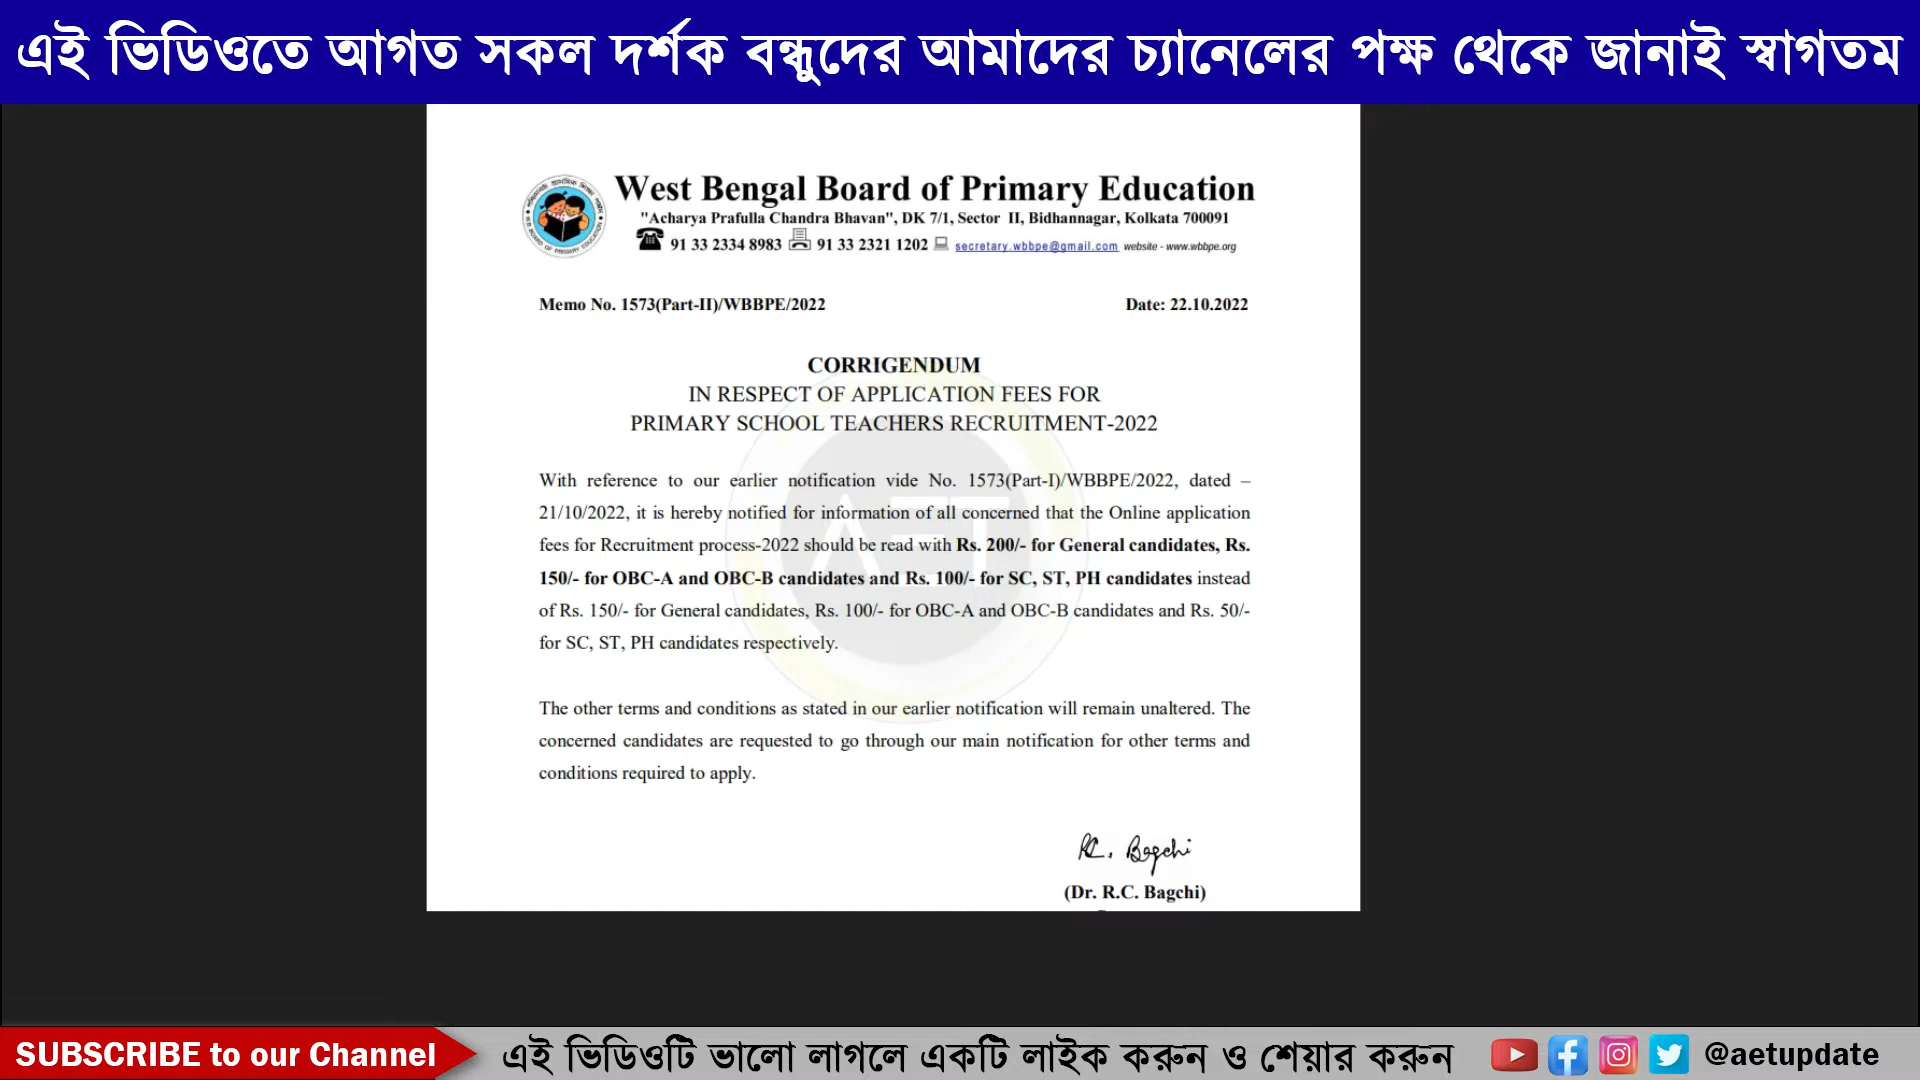 এই ভিডিওতে আগত সকল দর্শক বন্ধুদের আমাদের চ্যানেলের পক্ষ থেকে জানাই স্বাগতম
West Bengal Board of Primary Education
"Acharya Prafulla Chandra Bhavan", DK 7/1, Sector II, Bidhannagar, Kolkata 700091
91 33 2334 8983 91 33 2321 1202 secretary.wbbpe@gmail.com website - www.wbbpe.org
Memo No. 1573(Part-II)/WBBPE/2022 Date: 22.10.2022
CORRIGENDUM
IN RESPECT OF APPLICATION FEES FOR
PRIMARY SCHOOL TEACHERS RECRUITMENT-2022
With reference to our earlier notification vide No. 1573(Part-I)/WBBPE/2022, dated –
21/10/2022, it is hereby notified for information of all concerned that the Online application
fees for Recruitment process-2022 should be read with Rs. 200/- for General candidates, Rs.
150/- for OBC-A and OBC-B candidates and Rs. 100/- for SC, ST, PH candidates instead
of Rs. 150/- for General candidates, Rs. 100/- for OBC-A and OBC-B candidates and Rs. 50/-
for SC, ST, PH candidates respectively.
AET
The other terms and conditions as stated in our earlier notification will remain unaltered. The
concerned candidates are requested to go through our main notification for other terms and
conditions required to apply.
R.C. Bagchi
(Dr. R.C. Bagchi)
SUBSCRIBE to our Channel
এই ভিডিওটি ভালো লাগলে একটি লাইক করুন ও শেয়ার করুন
@aetupdate